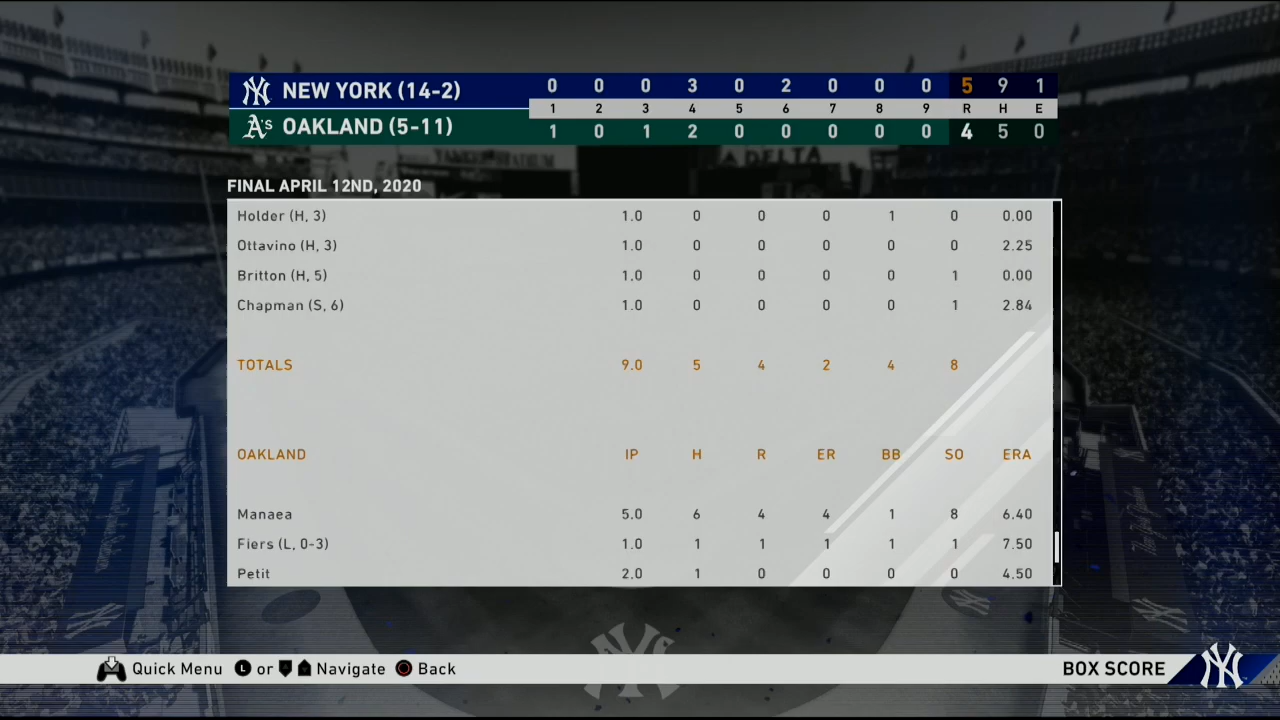 NEW YORK (14-2) 0 0 0 3 0 2 0 0 0 5 9 1
1 2 3 4 5 6 7 8 9 R H E
A's OAKLAND (5-11) 1 0 1 2 0 0 0 0 0 4 5 0
DELTA
FINAL APRIL 12ND, 2020
Holder (H, 3) 1.0 0 0 0 1 0 0.00
Ottavino (H, 3) 1.0 0 0 0 0 0 2.25
Britton (H, 5) 1.0 0 0 0 0 1 0.00
Chapman (S, 6) 1.0 0 0 0 0 1 2.84
TOTALS 9.0 5 4 2 4 8
OAKLAND IP H R ER BB SO ERA
Manaea 5.0 6 4 4 1 8 6.40
Fiers (L, 0-3) 1.0 1 1 1 1 1 7.50
Petit 2.0 1 0 0 0 0 4.50
Quick Menu L or Navigate Back
BOX SCORE NY